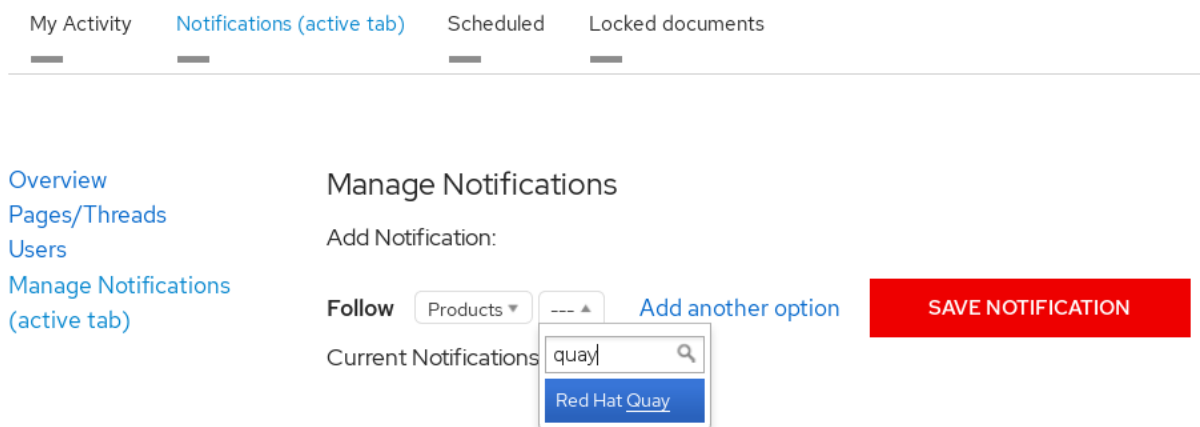 My Activity Notifications (active tab) Scheduled Locked documents
Overview
Pages/Threads
Users
Manage Notifications
(active tab)
Manage Notifications
Add Notification:
Follow Products --- Add another option SAVE NOTIFICATION
Current Notifications
quay
Red Hat Quay